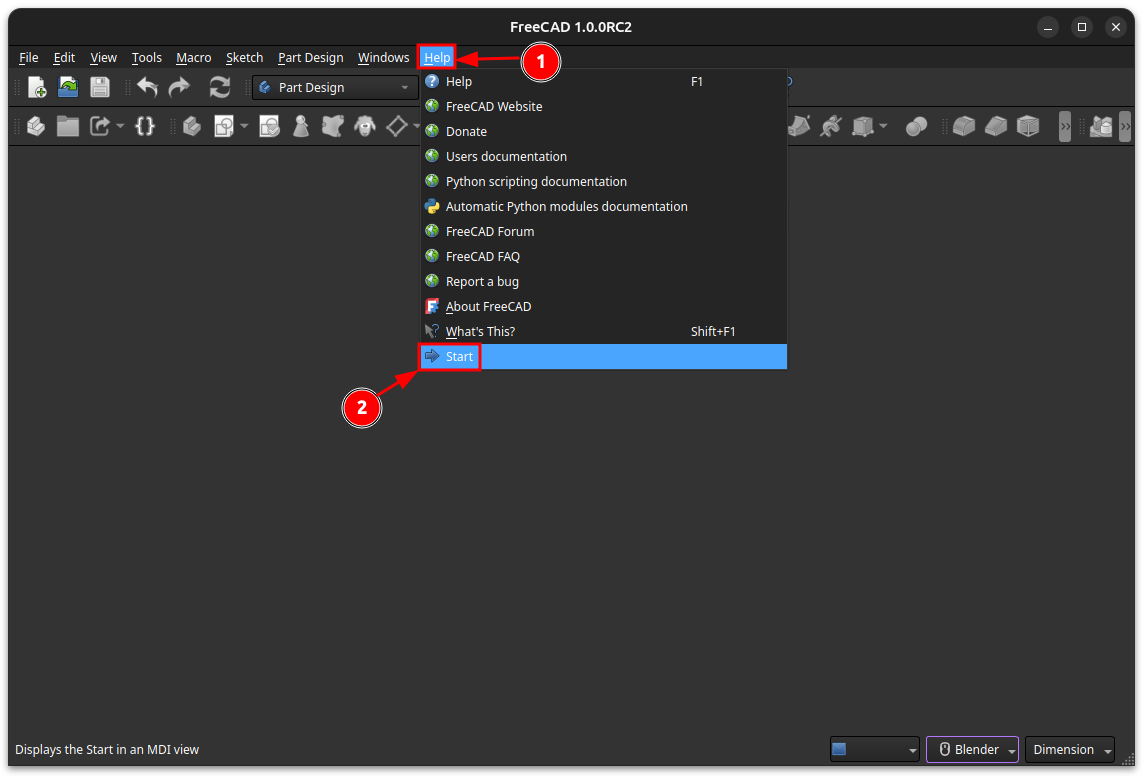 FreeCAD 1.0.0RC2
File Edit View Tools Macro Sketch Part Design Windows Help
1
Part Design
Help F1
FreeCAD Website
Donate
Users documentation
Python scripting documentation
Automatic Python modules documentation
FreeCAD Forum
FreeCAD FAQ
Report a bug
About FreeCAD
What's This? Shift+F1
Start
2
Displays the Start in an MDI view
Blender
Dimension